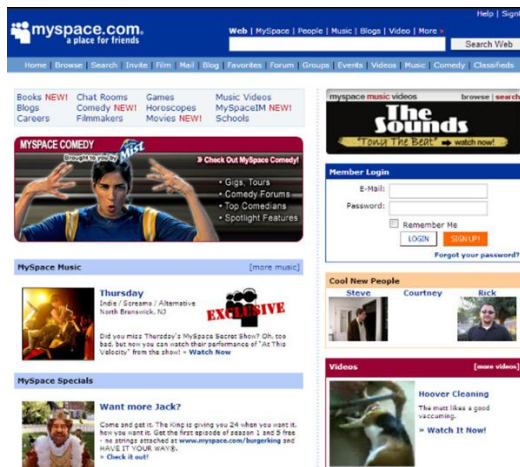 Help | Sign
myspace.com®
a place for friends
Web | MySpace | People | Music | Blogs | Video | More
Search Web
Home | Browse | Search | Invite | Film | Mail | Blog | Favorites | Forum | Groups | Events | Videos | Music | Comedy | Classifieds
Books NEW! Chat Rooms Games Music Videos
Blogs Comedy NEW! Horoscopes MySpaceIM NEW!
Careers Filmmakers Movies NEW! Schools
MYSPACE COMEDY
Brought to you by Mist
» Check Out MySpace Comedy!
• Gigs, Tours
• Comedy Forums
• Top Comedians
• Spotlight Features
MySpace Music [more music]
Thursday
Indie / Screamo / Alternative
North Brunswick, NJ
EXCLUSIVE
Did you miss Thursday's MySpace Secret Show? Oh, too
bad, but now you can watch their performance of "At This
Velocity" from the show! » Watch Now
MySpace Specials
Want more Jack?
Come and get it. The King is giving you 24 when you want it,
how you want it. Get the first episode of season 1 and 5 free
- no strings attached at www.myspace.com/burgerking and
HAVE IT YOUR WAY®.
» Check it out!
myspace music videos browse | search
The
Sounds
"Tony The Beat" watch now!
Member Login
E-Mail:
Password:
Remember Me
LOGIN SIGN UP!
Forgot your password?
Cool New People
Steve Courtney Rick
Videos [more videos]
Hoover Cleaning
The mutt likes a good
vaccuming.
» Watch It Now!